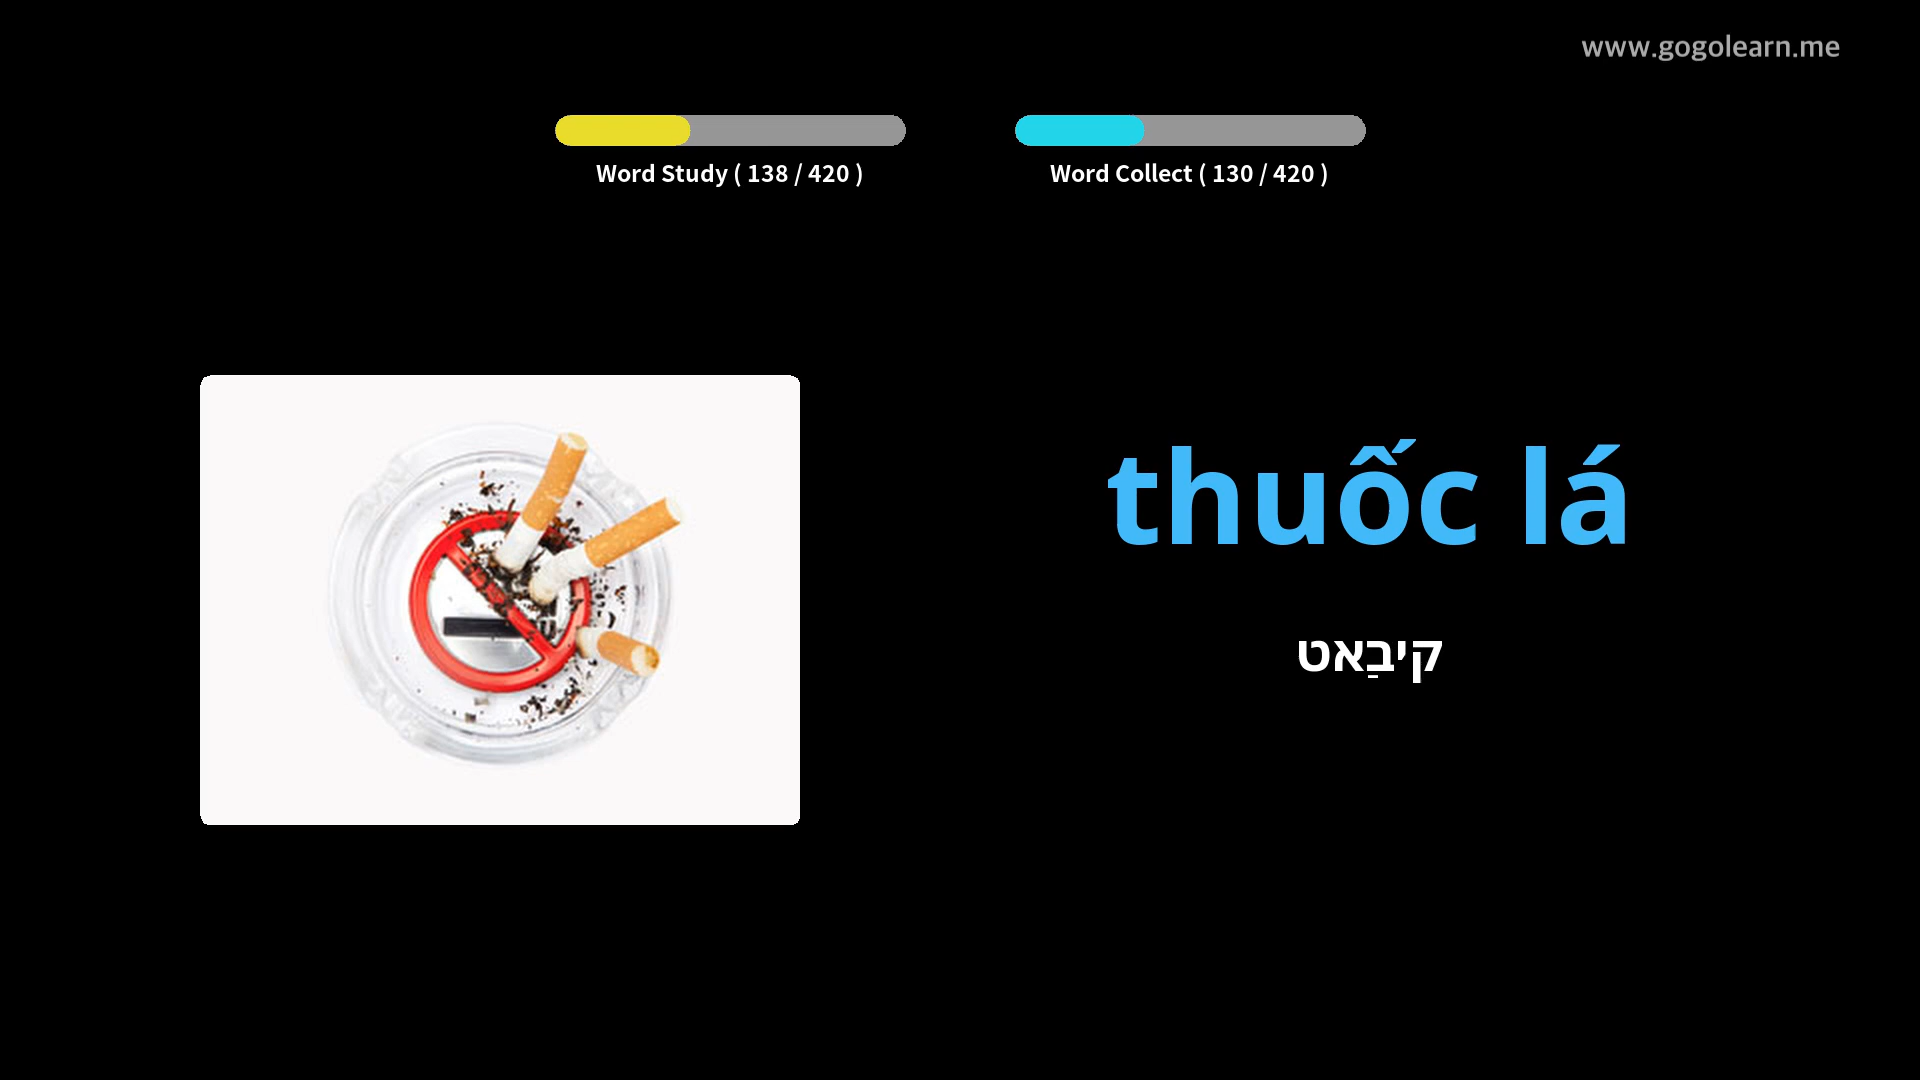 www.gogolearn.me
Word Study ( 138 / 420 )
Word Collect ( 130 / 420 )
thuốc lá
קיבַאט